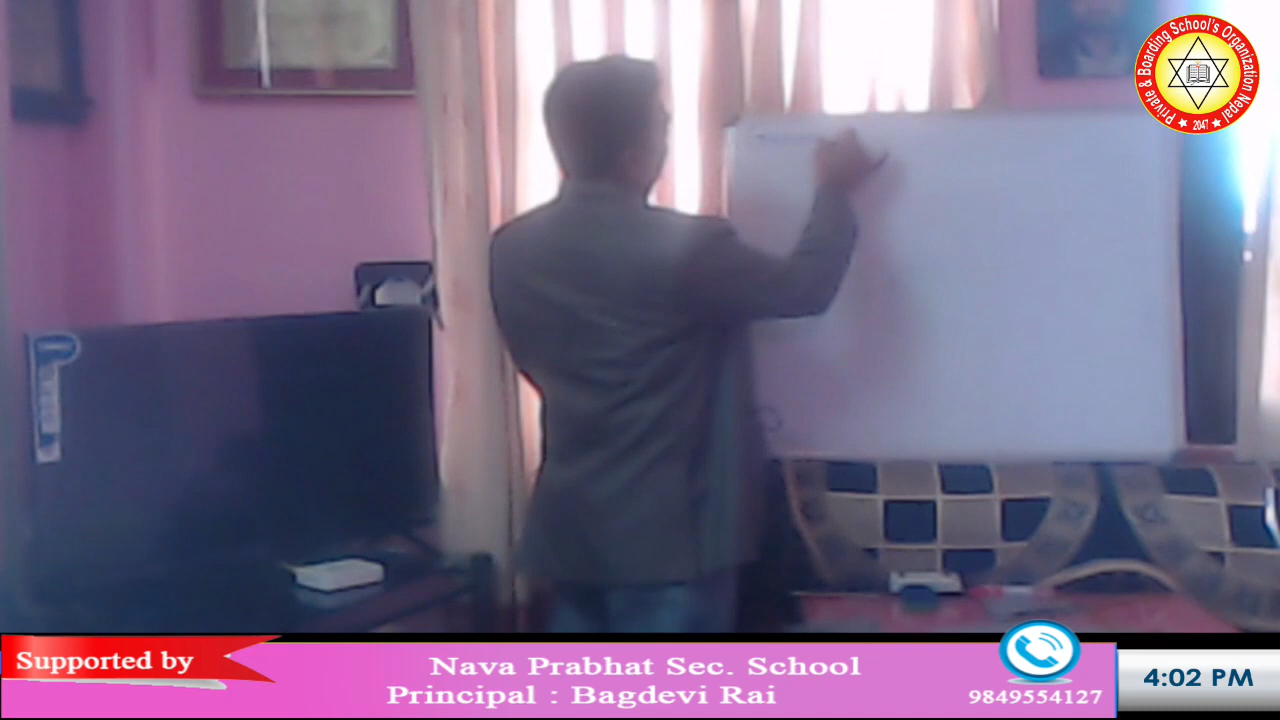 Private & Boarding School's Organization Nepal
★ 2047 ★
Supported by
Nava Prabhat Sec. School
Principal : Bagdevi Rai
9849554127
4:02 PM